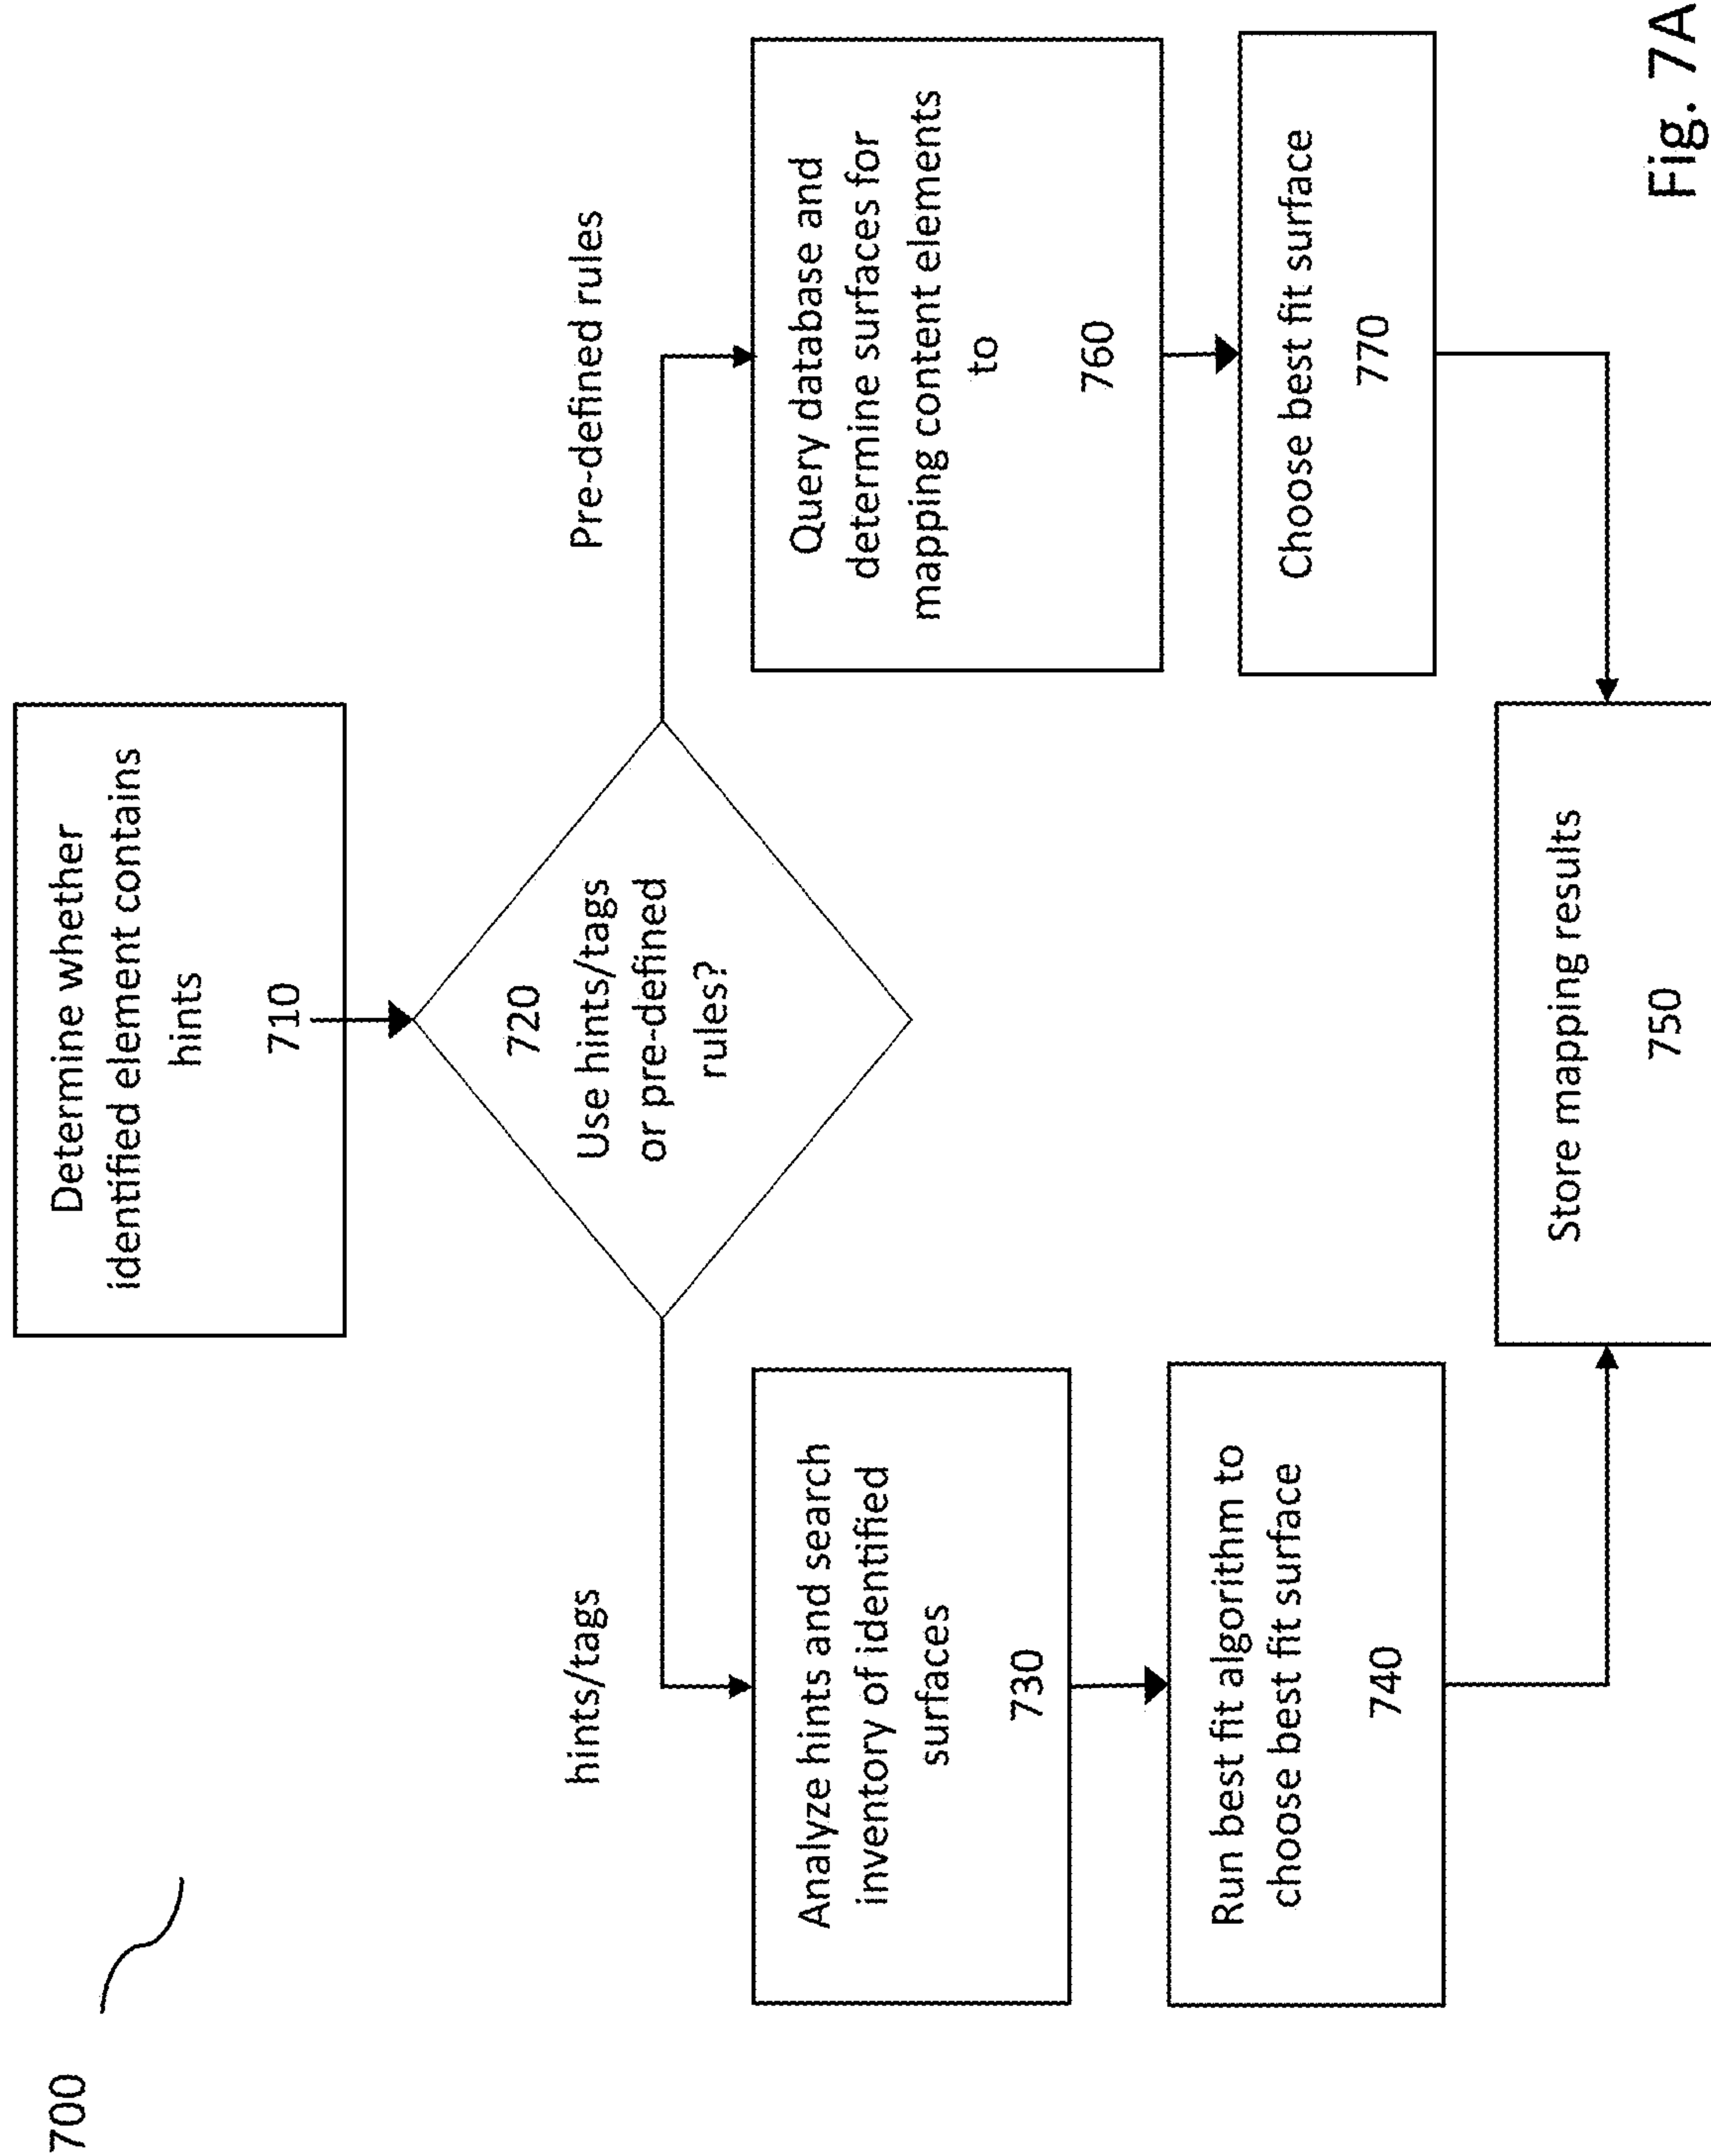 700
Determine whether
identified element contains
hints
710
720
Use hints/tags
or pre-defined
rules?
hints/tags
Pre-defined rules
Analyze hints and search
inventory of identified
surfaces
730
Run best fit algorithm to
choose best fit surface
740
Query database and
determine surfaces for
mapping content elements
to
760
Choose best fit surface
770
Store mapping results
750
Fig. 7A